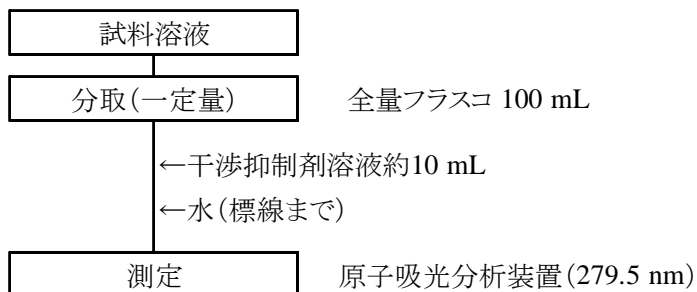 試料溶液
分取(一定量) 全量フラスコ 100 mL
←干渉抑制剤溶液約10 mL
←水(標線まで)
測定 原子吸光分析装置(279.5 nm)